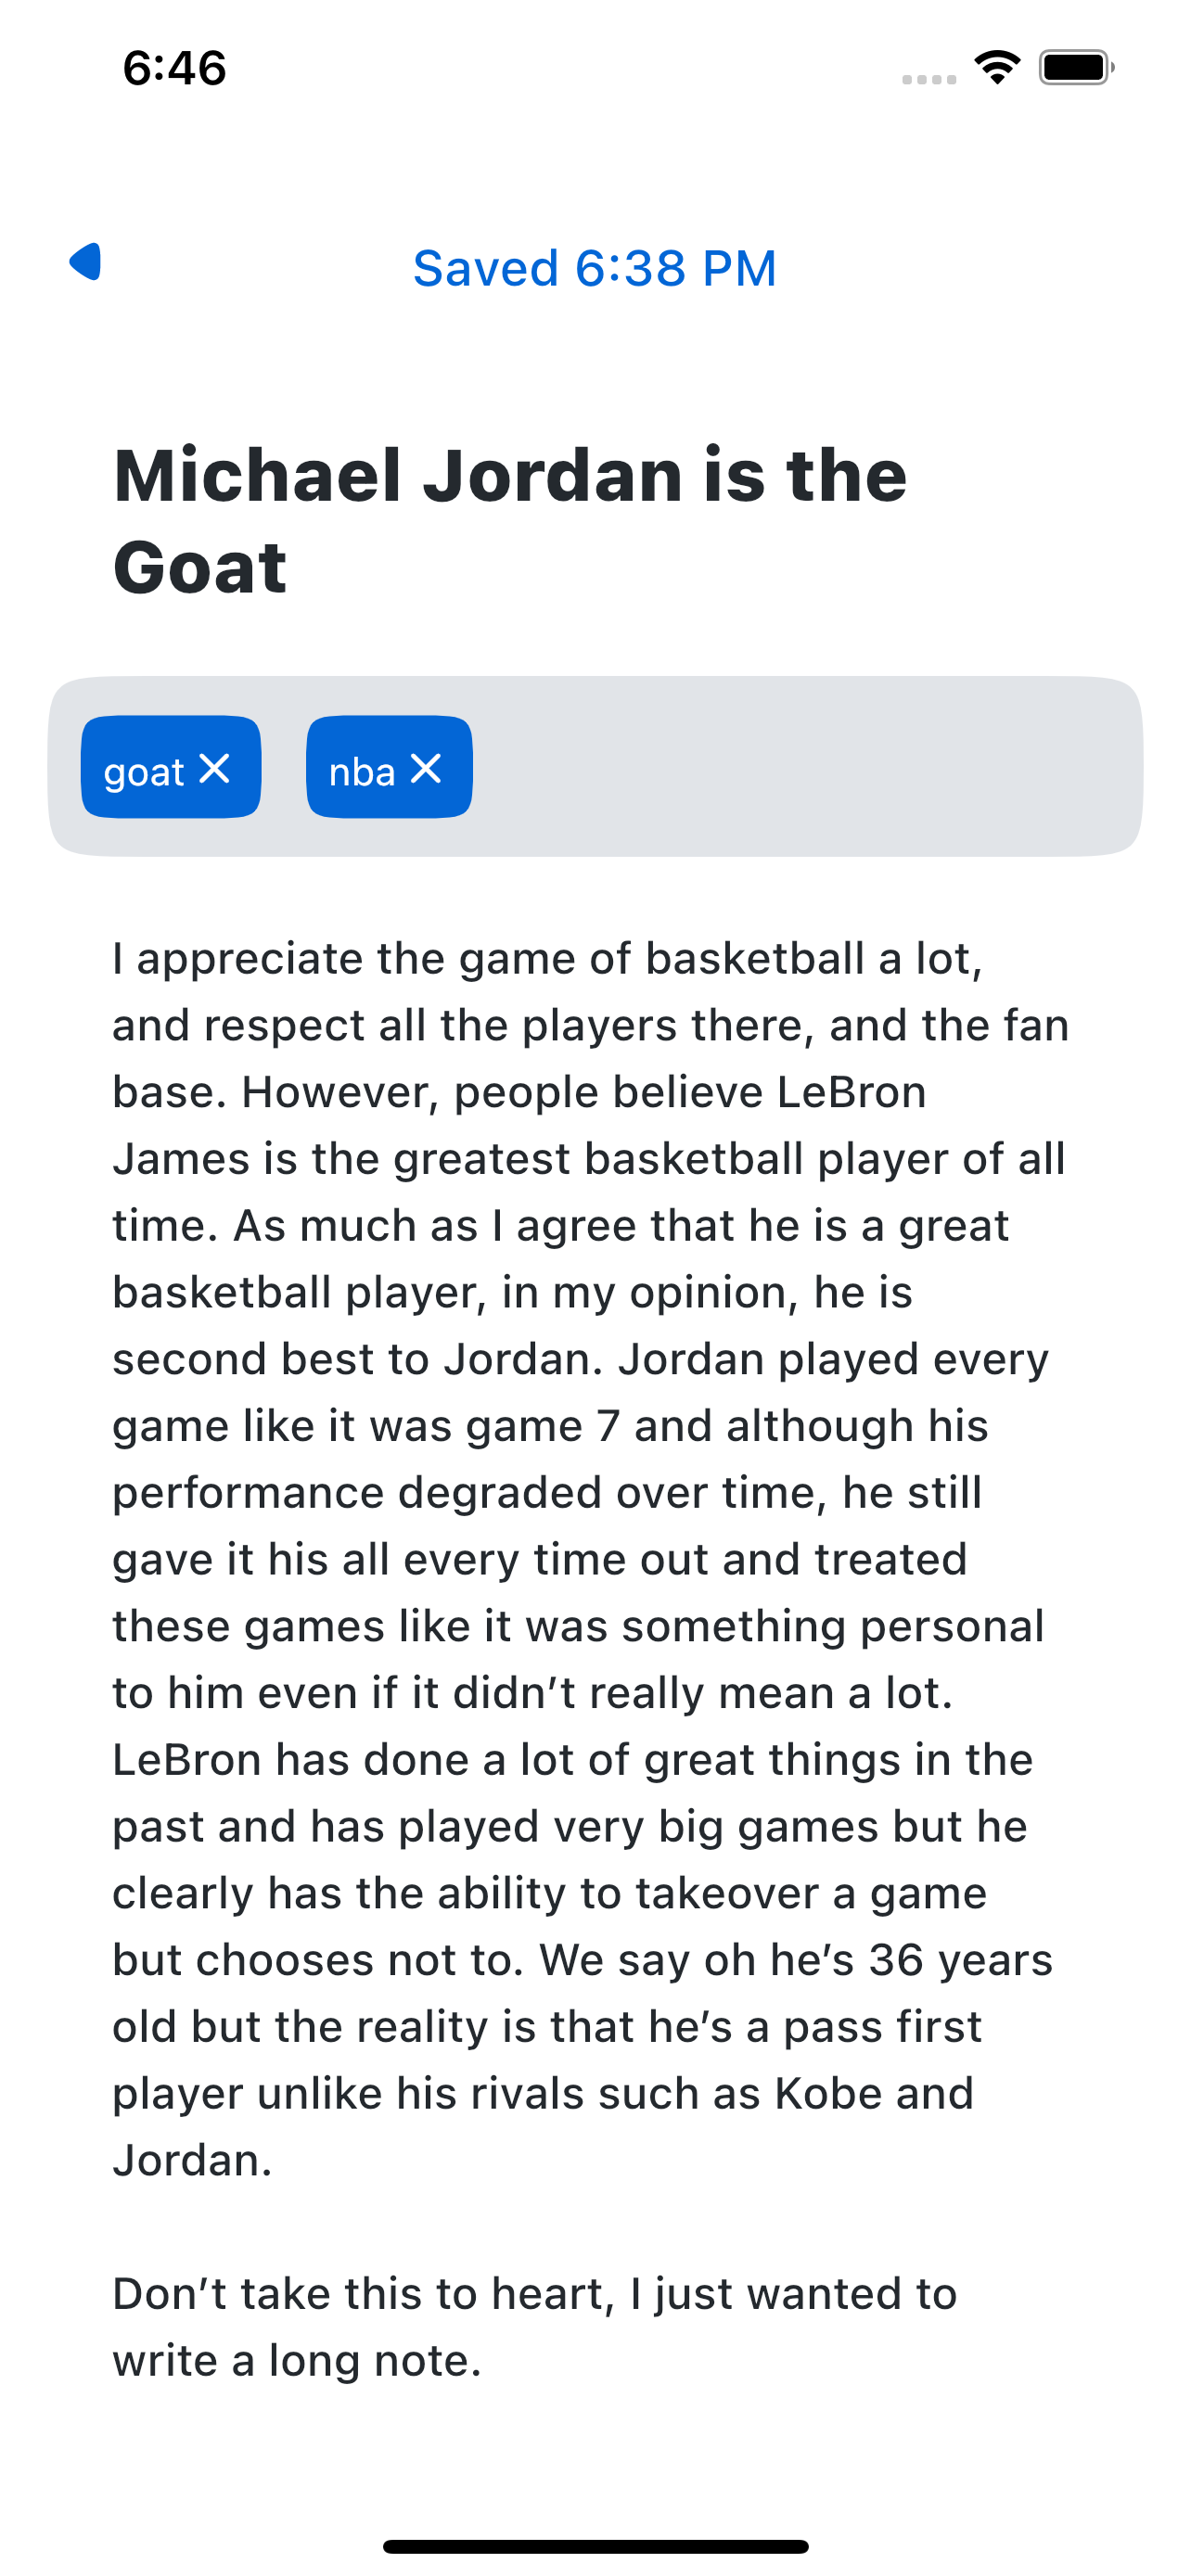 6:46
Saved 6:38 PM
Michael Jordan is the
Goat
goat
nba
I appreciate the game of basketball a lot,
and respect all the players there, and the fan
base. However, people believe LeBron
James is the greatest basketball player of all
time. As much as I agree that he is a great
basketball player, in my opinion, he is
second best to Jordan. Jordan played every
game like it was game 7 and although his
performance degraded over time, he still
gave it his all every time out and treated
these games like it was something personal
to him even if it didn’t really mean a lot.
LeBron has done a lot of great things in the
past and has played very big games but he
clearly has the ability to takeover a game
but chooses not to. We say oh he’s 36 years
old but the reality is that he’s a pass first
player unlike his rivals such as Kobe and
Jordan.
Don’t take this to heart, I just wanted to
write a long note.